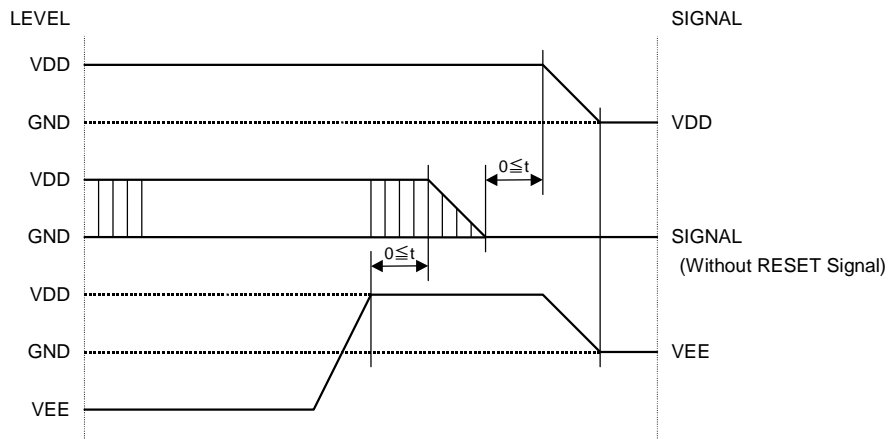 LEVEL SIGNAL
VDD
GND VDD
VDD 0≦t
GND SIGNAL
0≦t (Without RESET Signal)
VDD
GND VEE
VEE